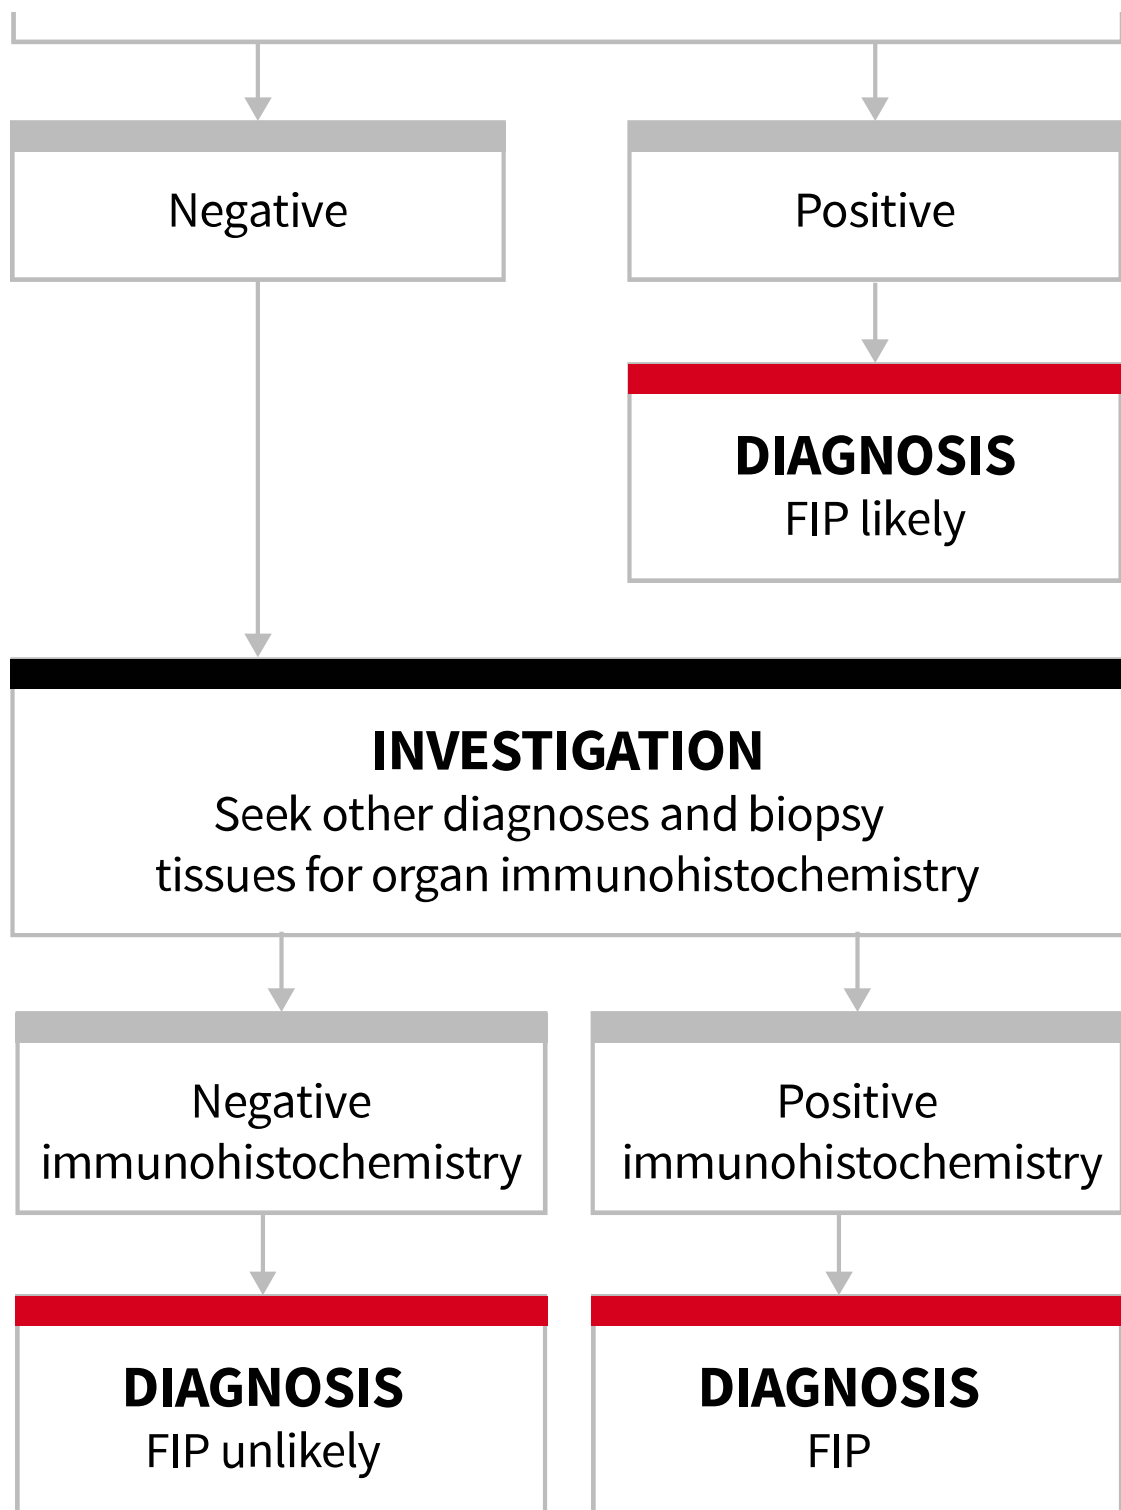 Negative
Positive
DIAGNOSIS
FIP likely
INVESTIGATION
Seek other diagnoses and biopsy
tissues for organ immunohistochemistry
Negative
immunohistochemistry
Positive
immunohistochemistry
DIAGNOSIS
FIP unlikely
DIAGNOSIS
FIP